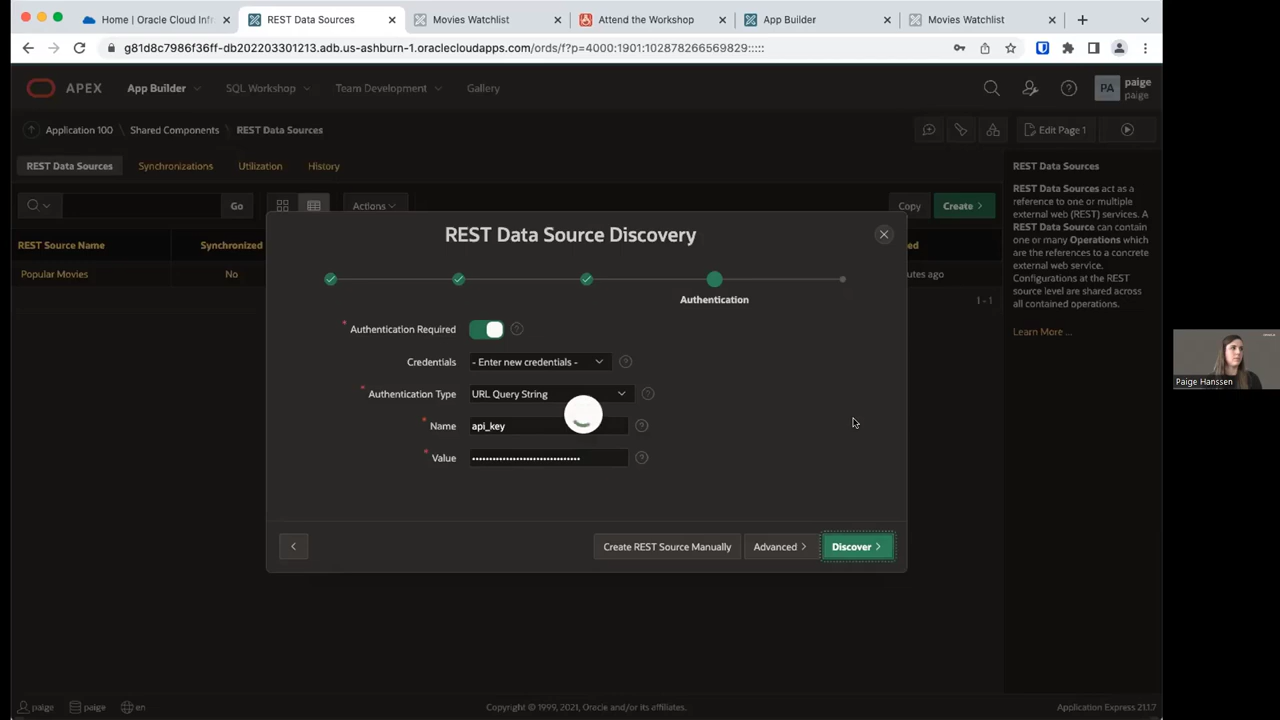 Home | Oracle Cloud Infr
REST Data Sources
Movies Watchlist
Attend the Workshop
App Builder
Movies Watchlist
g81d8c7986f36ff-db202203301213.adb.us-ashburn-1.oraclecloudapps.com/ords/f?p=4000:1901:102878266569829:::::
APEX
App Builder
SQL Workshop
Team Development
Gallery
PA
paige
paige
Application 100
Shared Components
REST Data Sources
Edit Page 1
REST Data Sources
Synchronizations
Utilization
History
Go
Actions
Copy
Create
REST Source Name
Synchronized
ed
Popular Movies
No
utes ago
1 - 1
REST Data Sources
REST Data Sources act as a
reference to one or multiple
external web (REST) services. A
REST Data Source can contain
one or many Operations which
are the references to a concrete
external web service.
Configurations at the REST
source level are shared across
all contained operations.
Learn More ...
REST Data Source Discovery
Authentication
* Authentication Required
Credentials
- Enter new credentials -
* Authentication Type
URL Query String
* Name
api_key
* Value
Create REST Source Manually
Advanced
Discover
Paige Hanssen
paige
paige
en
Copyright © 1999, 2021, Oracle and/or its affiliates.
Application Express 21.1.7